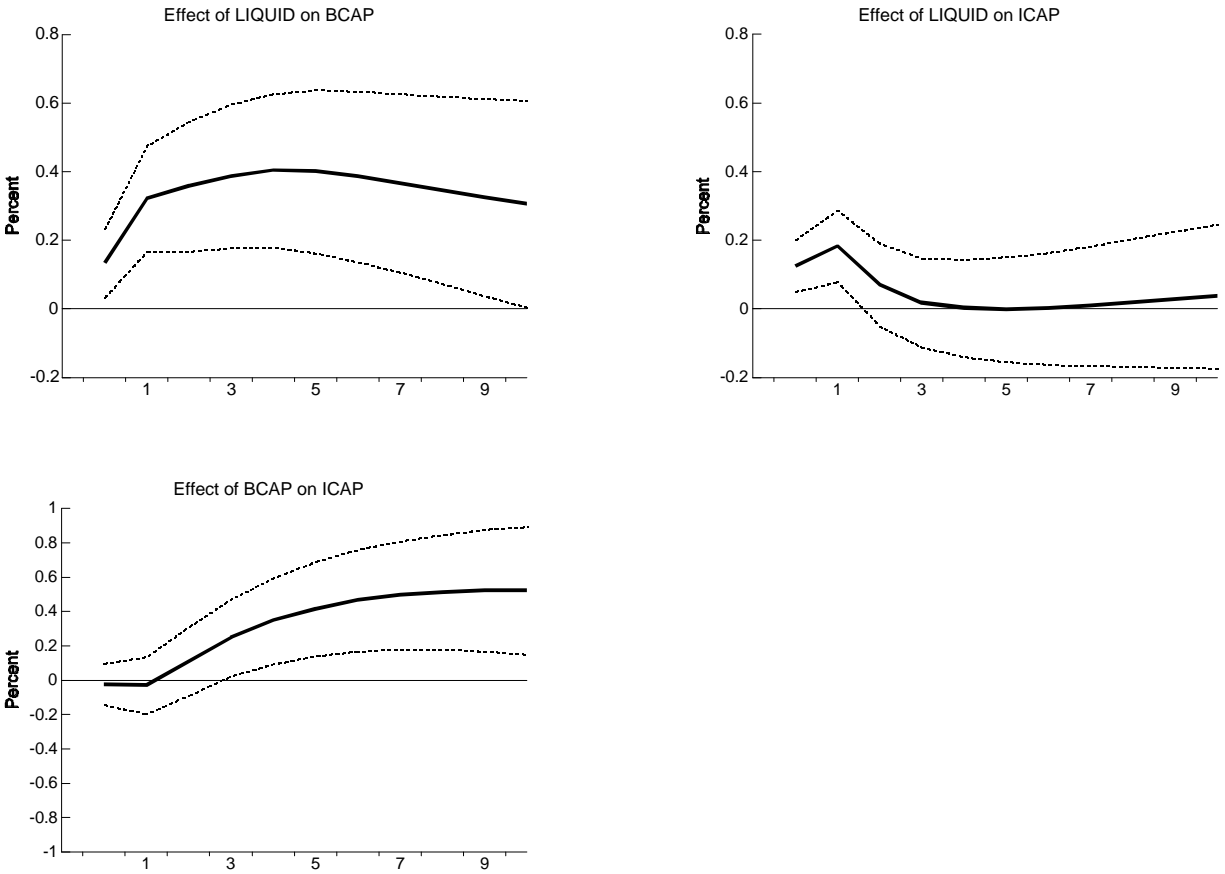 Effect of LIQUID on BCAP
0.8
0.6
0.4
0.2
0
-0.2
Percent
1 3 5 7 9
Effect of LIQUID on ICAP
0.8
0.6
0.4
0.2
0
-0.2
Percent
1 3 5 7 9
Effect of BCAP on ICAP
1
0.8
0.6
0.4
0.2
0
-0.2
-0.4
-0.6
-0.8
-1
Percent
1 3 5 7 9